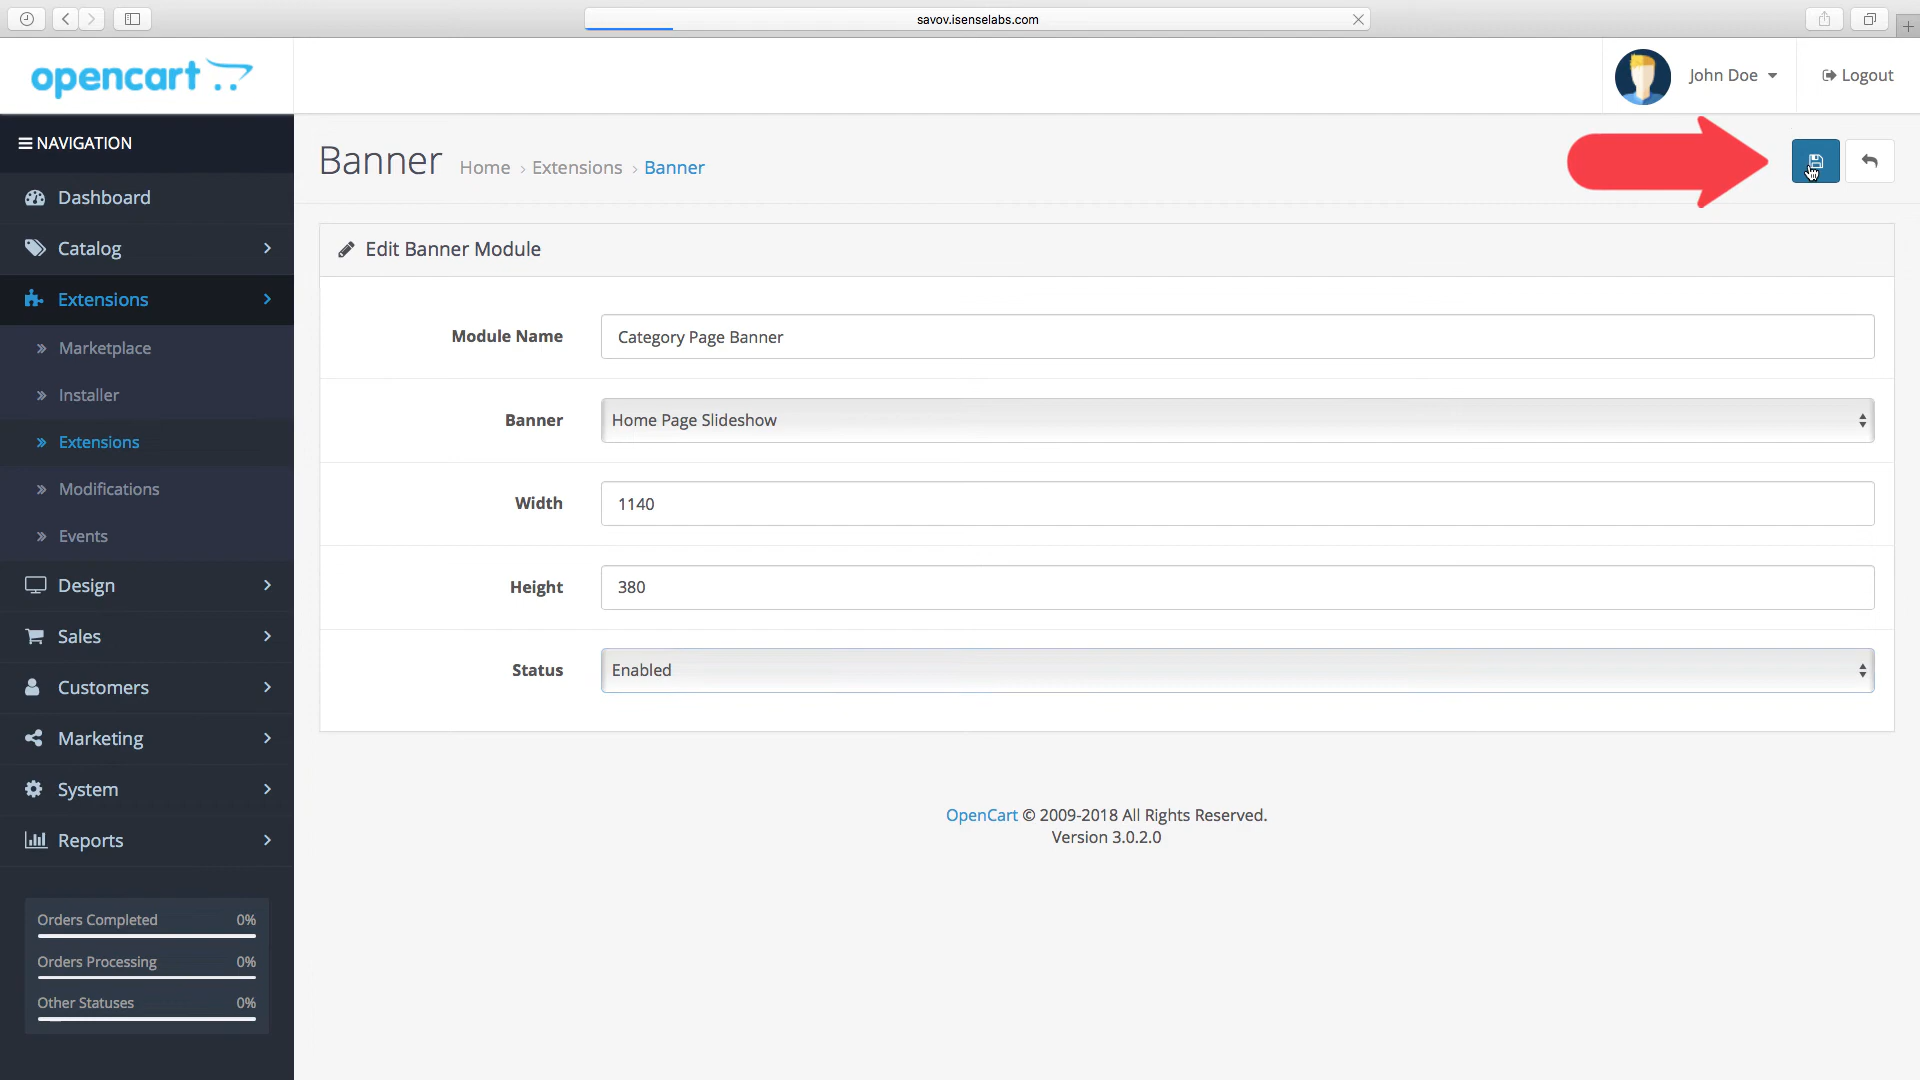 savov.isenselabs.com
opencart
John Doe
Logout
NAVIGATION
Dashboard
Catalog
Extensions
Marketplace
Installer
Extensions
Modifications
Events
Design
Sales
Customers
Marketing
System
Reports
Orders Completed 0%
Orders Processing 0%
Other Statuses 0%
Banner
Home › Extensions › Banner
Edit Banner Module
Module Name Category Page Banner
Banner Home Page Slideshow
Width 1140
Height 380
Status Enabled
OpenCart © 2009-2018 All Rights Reserved.
Version 3.0.2.0